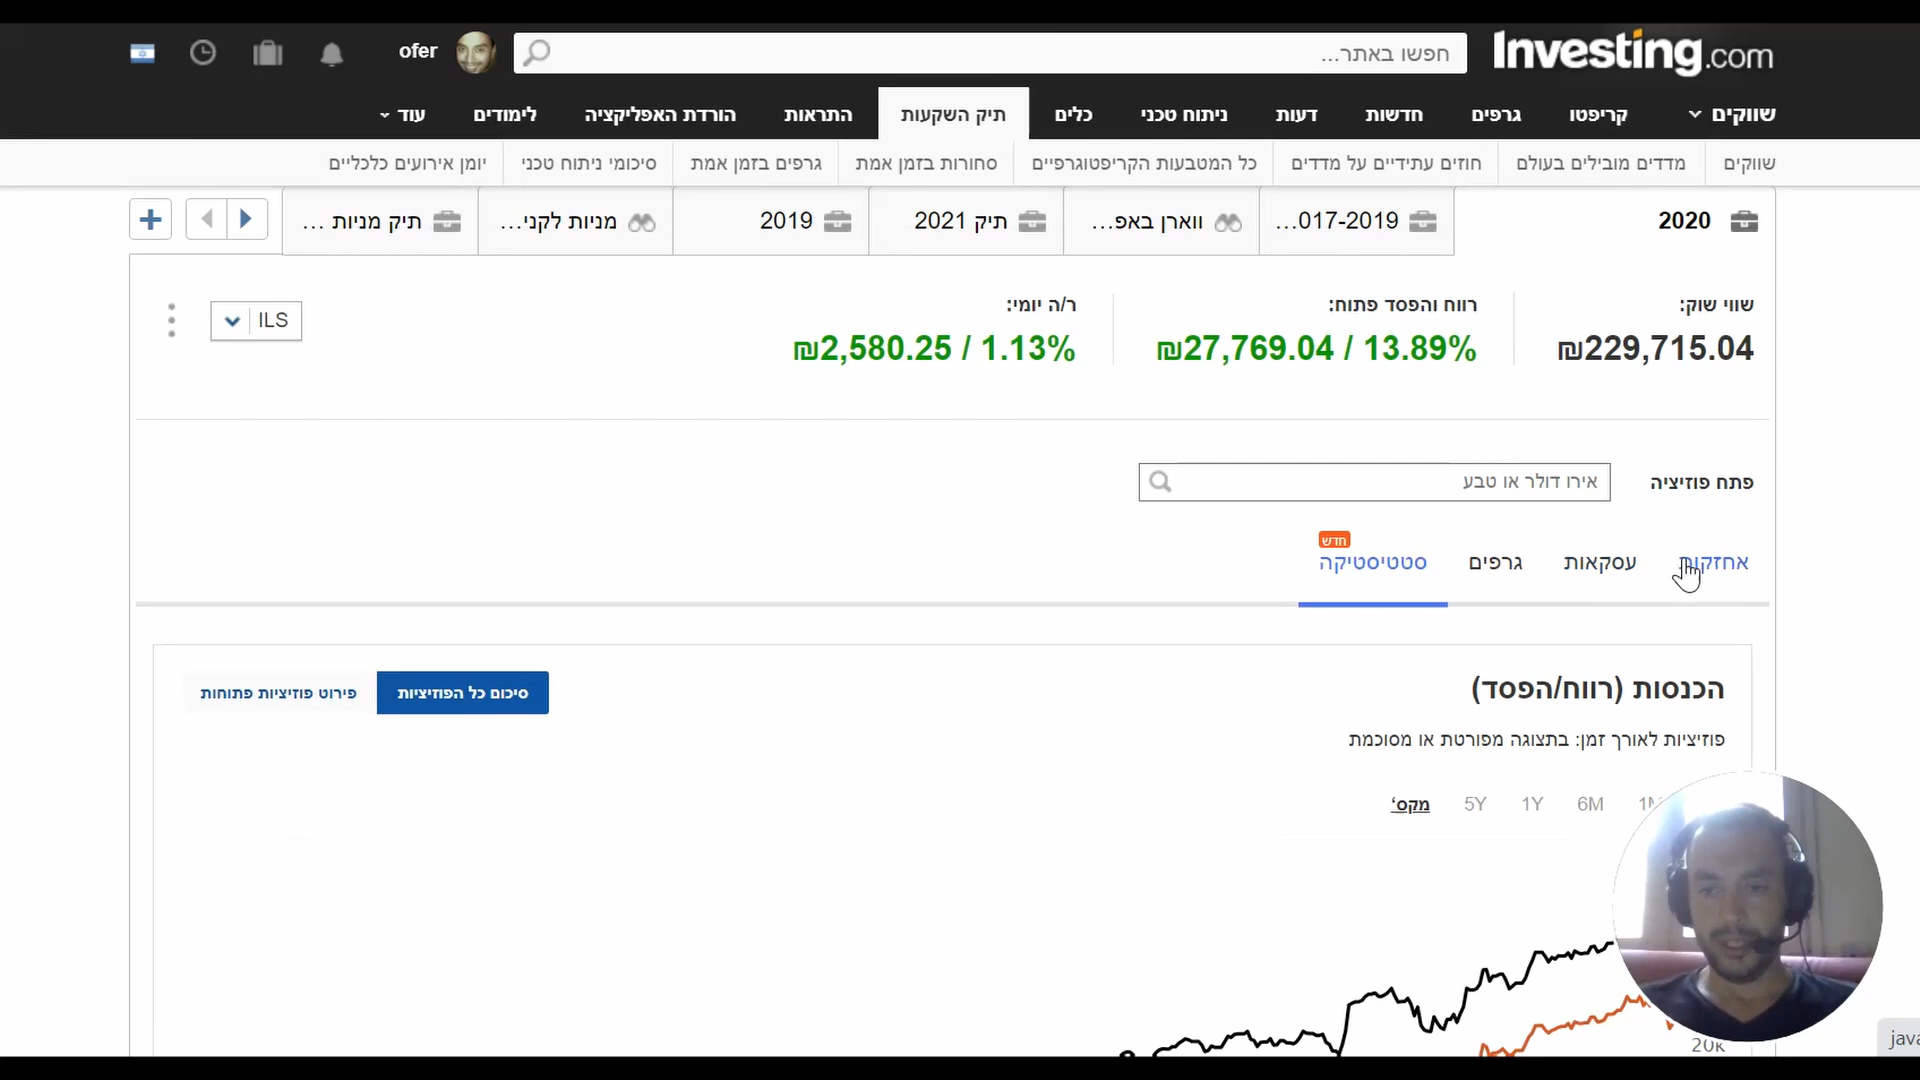 Investing.com
חפשו באתר...
ofer
שווקים
קריפטו
גרפים
חדשות
דעות
ניתוח טכני
כלים
תיק השקעות
התראות
הורדת האפליקציה
לימודים
עוד
שווקים
מדדים מובילים בעולם
חוזים עתידיים על מדדים
כל המטבעות הקריפטוגרפיים
סחורות בזמן אמת
גרפים בזמן אמת
סיכומי ניתוח טכני
יומן אירועים כלכליים
2020
017-2019...
ווארן באפ...
תיק 2021
2019
מניות לקני...
תיק מניות ...
שווי שוק:
₪229,715.04
רווח והפסד פתוח:
₪27,769.04 / 13.89%
ר/ה יומי:
₪2,580.25 / 1.13%
ILS
פתח פוזיציה
אירו דולר או טבע
חדש
אחזקות
עסקאות
גרפים
סטטיסטיקה
הכנסות (רווח/הפסד)
סיכום כל הפוזיציות
פירוט פוזיציות פתוחות
פוזיציות לאורך זמן: בתצוגה מפורטת או מסוכמת
6M
1Y
5Y
מקס'
20k